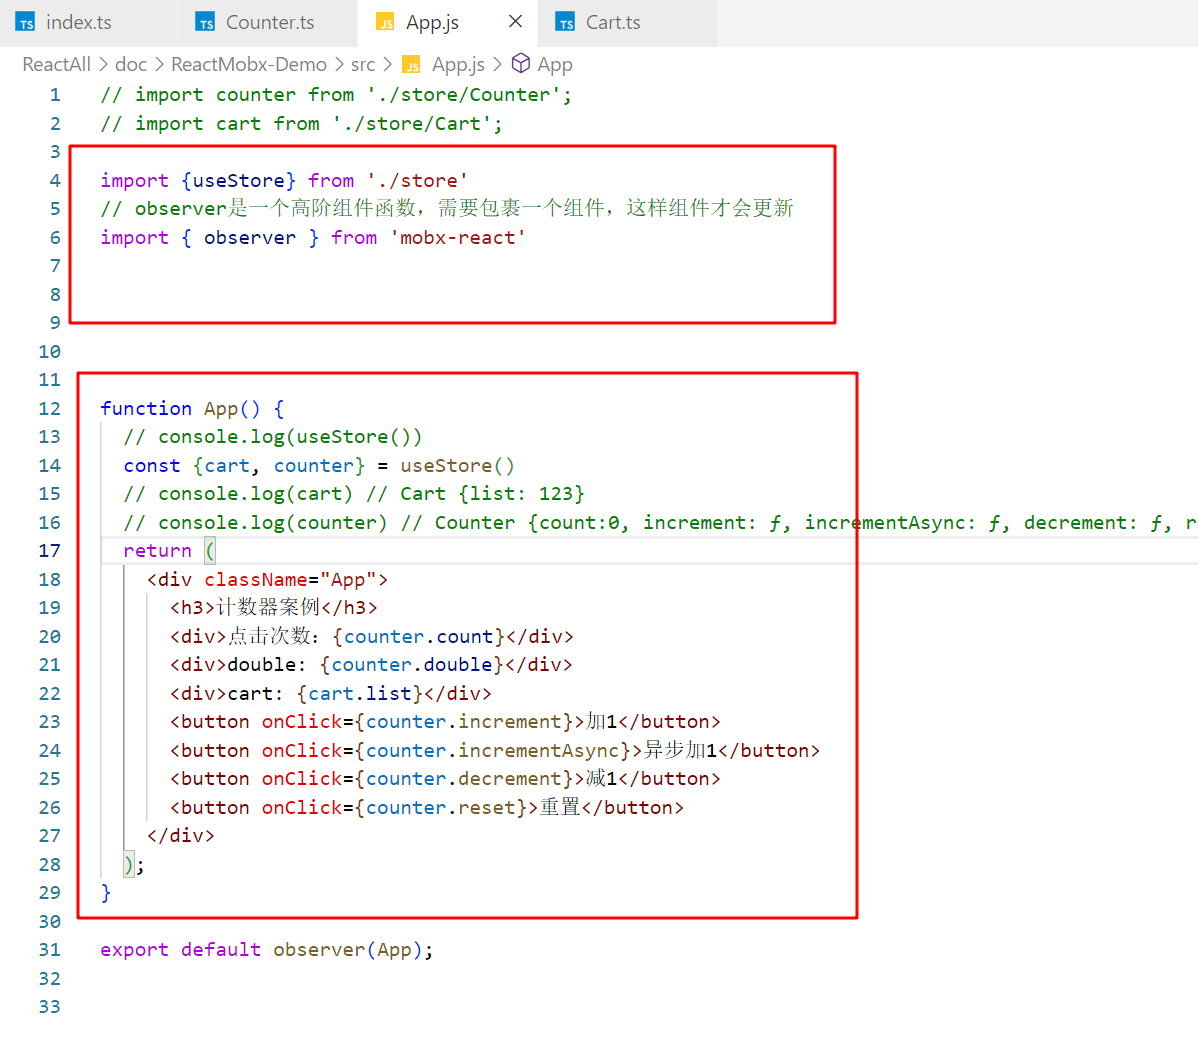 TS index.ts TS Counter.ts JS App.js × TS Cart.ts
ReactAll > doc > ReactMobx-Demo > src > JS App.js > App
1 // import counter from './store/Counter';
2 // import cart from './store/Cart';
3
4 import {useStore} from './store'
5 // observer是一个高阶组件函数，需要包裹一个组件，这样组件才会更新
6 import { observer } from 'mobx-react'
7
8
9
10
11
12 function App() {
13 // console.log(useStore())
14 const {cart, counter} = useStore()
15 // console.log(cart) // Cart {list: 123}
16 // console.log(counter) // Counter {count:0, increment: ƒ, incrementAsync: ƒ, decrement: ƒ, r
17 return (
18 <div className="App">
19 <h3>计数器案例</h3>
20 <div>点击次数：{counter.count}</div>
21 <div>double: {counter.double}</div>
22 <div>cart: {cart.list}</div>
23 <button onClick={counter.increment}>加1</button>
24 <button onClick={counter.incrementAsync}>异步加1</button>
25 <button onClick={counter.decrement}>减1</button>
26 <button onClick={counter.reset}>重置</button>
27 </div>
28 );
29 }
30
31 export default observer(App);
32
33